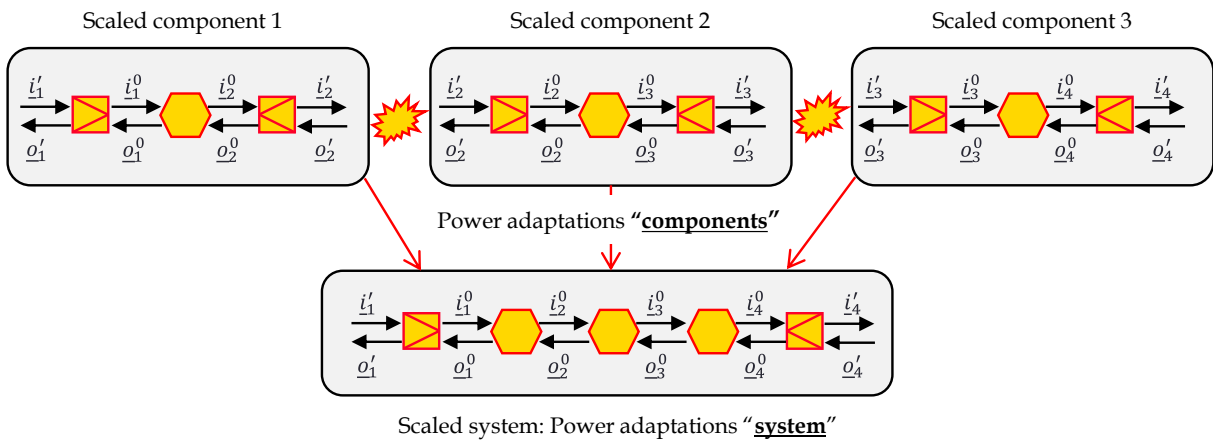 Scaled component 1 Scaled component 2 Scaled component 3
i′₁ i⁰₁ i⁰₂ i′₂ i′₂ i⁰₂ i⁰₃ i′₃ i′₃ i⁰₃ i⁰₄ i′₄
o′₁ o⁰₁ o⁰₂ o′₂ o′₂ o⁰₂ o⁰₃ o′₃ o′₃ o⁰₃ o⁰₄ o′₄
Power adaptations “components”
i′₁ i⁰₁ i⁰₂ i⁰₃ i⁰₄ i′₄
o′₁ o⁰₁ o⁰₂ o⁰₃ o⁰₄ o′₄
Scaled system: Power adaptations “system”